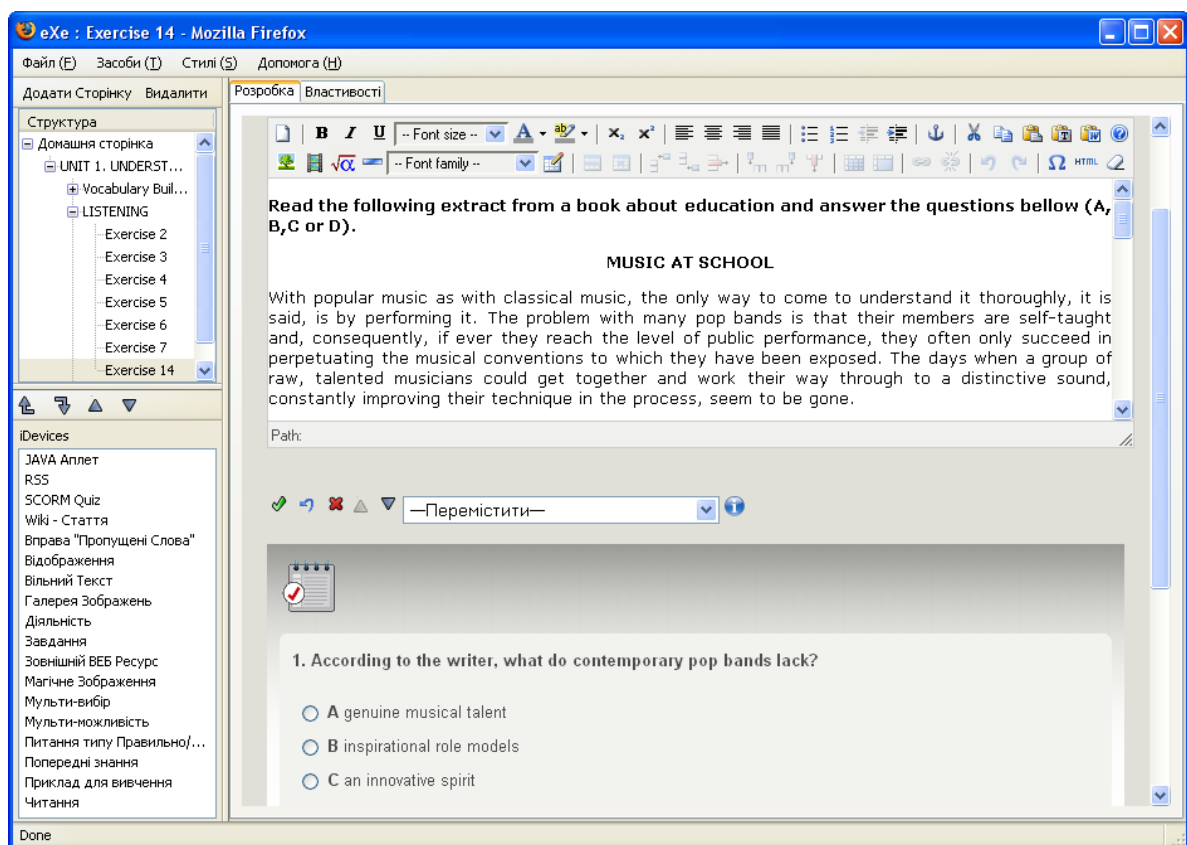 eXe : Exercise 14 - Mozilla Firefox
Файл (F) Засоби (T) Стилі (S) Допомога (H)
Додати Сторінку Видалити
Розробка Властивості
Структура
Домашня сторінка
UNIT 1. UNDERST...
Vocabulary Buil...
LISTENING
Exercise 2
Exercise 3
Exercise 4
Exercise 5
Exercise 6
Exercise 7
Exercise 14
iDevices
JAVA Аплет
RSS
SCORM Quiz
Wiki - Стаття
Вправа "Пропущені Слова"
Відображення
Вільний Текст
Галерея Зображень
Діяльність
Завдання
Зовнішній ВЕБ Ресурс
Магічне Зображення
Мульти-вибір
Мульти-можливість
Питання типу Правильно/...
Попередні знання
Приклад для вивчення
Читання
B I U -- Font size -- A ab x₂ x²
√α -- Font family -- Ω HTML
Read the following extract from a book about education and answer the questions bellow (A,
B,C or D).
MUSIC AT SCHOOL
With popular music as with classical music, the only way to come to understand it thoroughly, it is
said, is by performing it. The problem with many pop bands is that their members are self-taught
and, consequently, if ever they reach the level of public performance, they often only succeed in
perpetuating the musical conventions to which they have been exposed. The days when a group of
raw, talented musicians could get together and work their way through to a distinctive sound,
constantly improving their technique in the process, seem to be gone.
Path:
—Перемістити—
1. According to the writer, what do contemporary pop bands lack?
A genuine musical talent
B inspirational role models
C an innovative spirit
Done